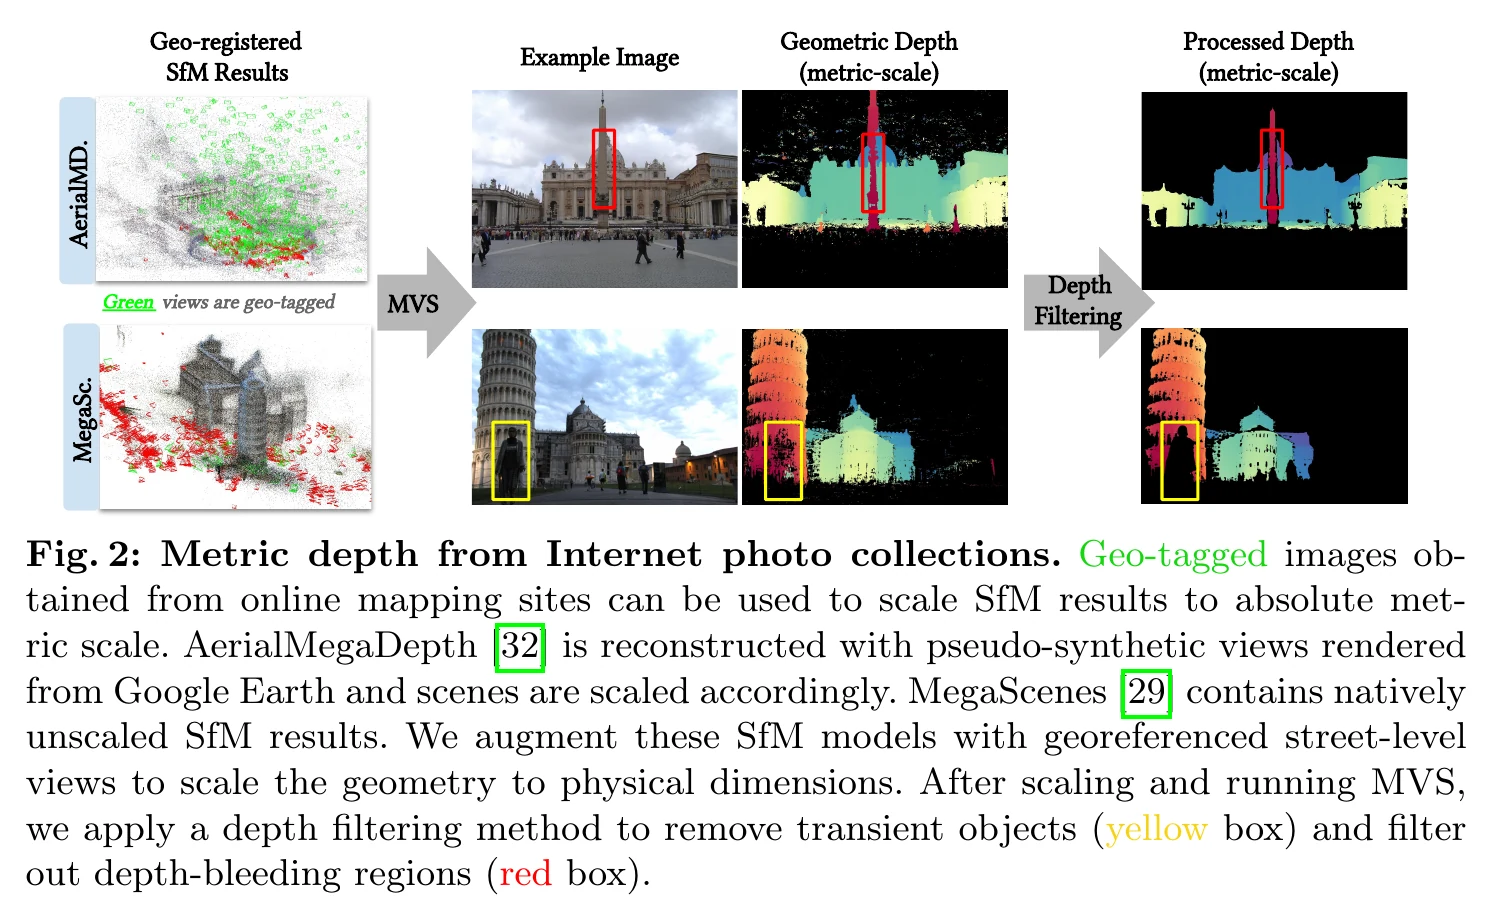 Geo-registered
SfM Results
Example Image
Geometric Depth
(metric-scale)
Processed Depth
(metric-scale)
AerialMD.
Green views are geo-tagged
MVS
Depth
Filtering
MegaSc.
Fig. 2: Metric depth from Internet photo collections. Geo-tagged images ob-
tained from online mapping sites can be used to scale SfM results to absolute met-
ric scale. AerialMegaDepth [32] is reconstructed with pseudo-synthetic views rendered
from Google Earth and scenes are scaled accordingly. MegaScenes [29] contains natively
unscaled SfM results. We augment these SfM models with georeferenced street-level
views to scale the geometry to physical dimensions. After scaling and running MVS,
we apply a depth filtering method to remove transient objects (yellow box) and filter
out depth-bleeding regions (red box).